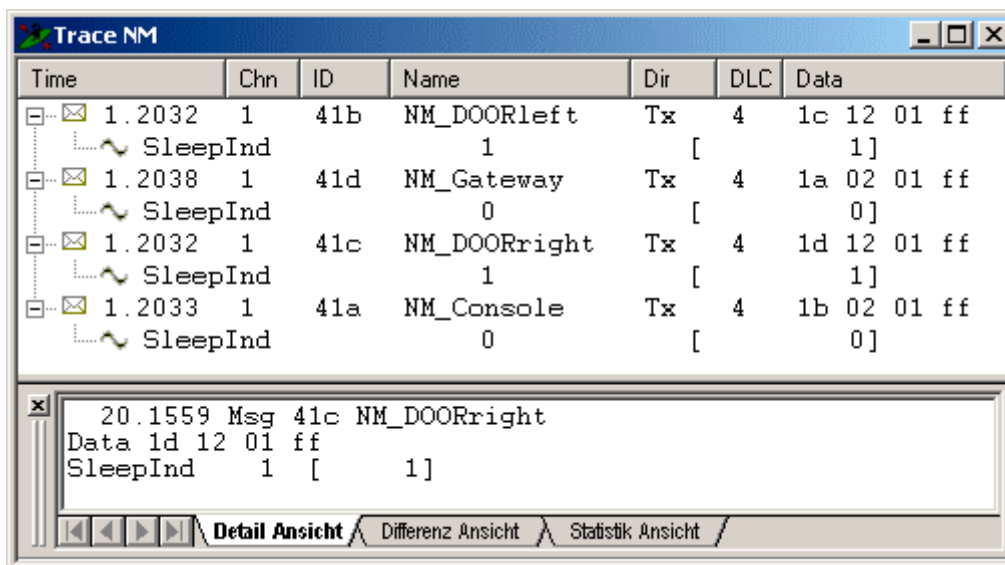 Trace NM
Time Chn ID Name Dir DLC Data
1.2032 1 41b NM_DOORleft Tx 4 1c 12 01 ff
SleepInd 1 [ 1]
1.2038 1 41d NM_Gateway Tx 4 1a 02 01 ff
SleepInd 0 [ 0]
1.2032 1 41c NM_DOORright Tx 4 1d 12 01 ff
SleepInd 1 [ 1]
1.2033 1 41a NM_Console Tx 4 1b 02 01 ff
SleepInd 0 [ 0]
20.1559 Msg 41c NM_DOORright
Data 1d 12 01 ff
SleepInd 1 [ 1]
Detail Ansicht Differenz Ansicht Statistik Ansicht